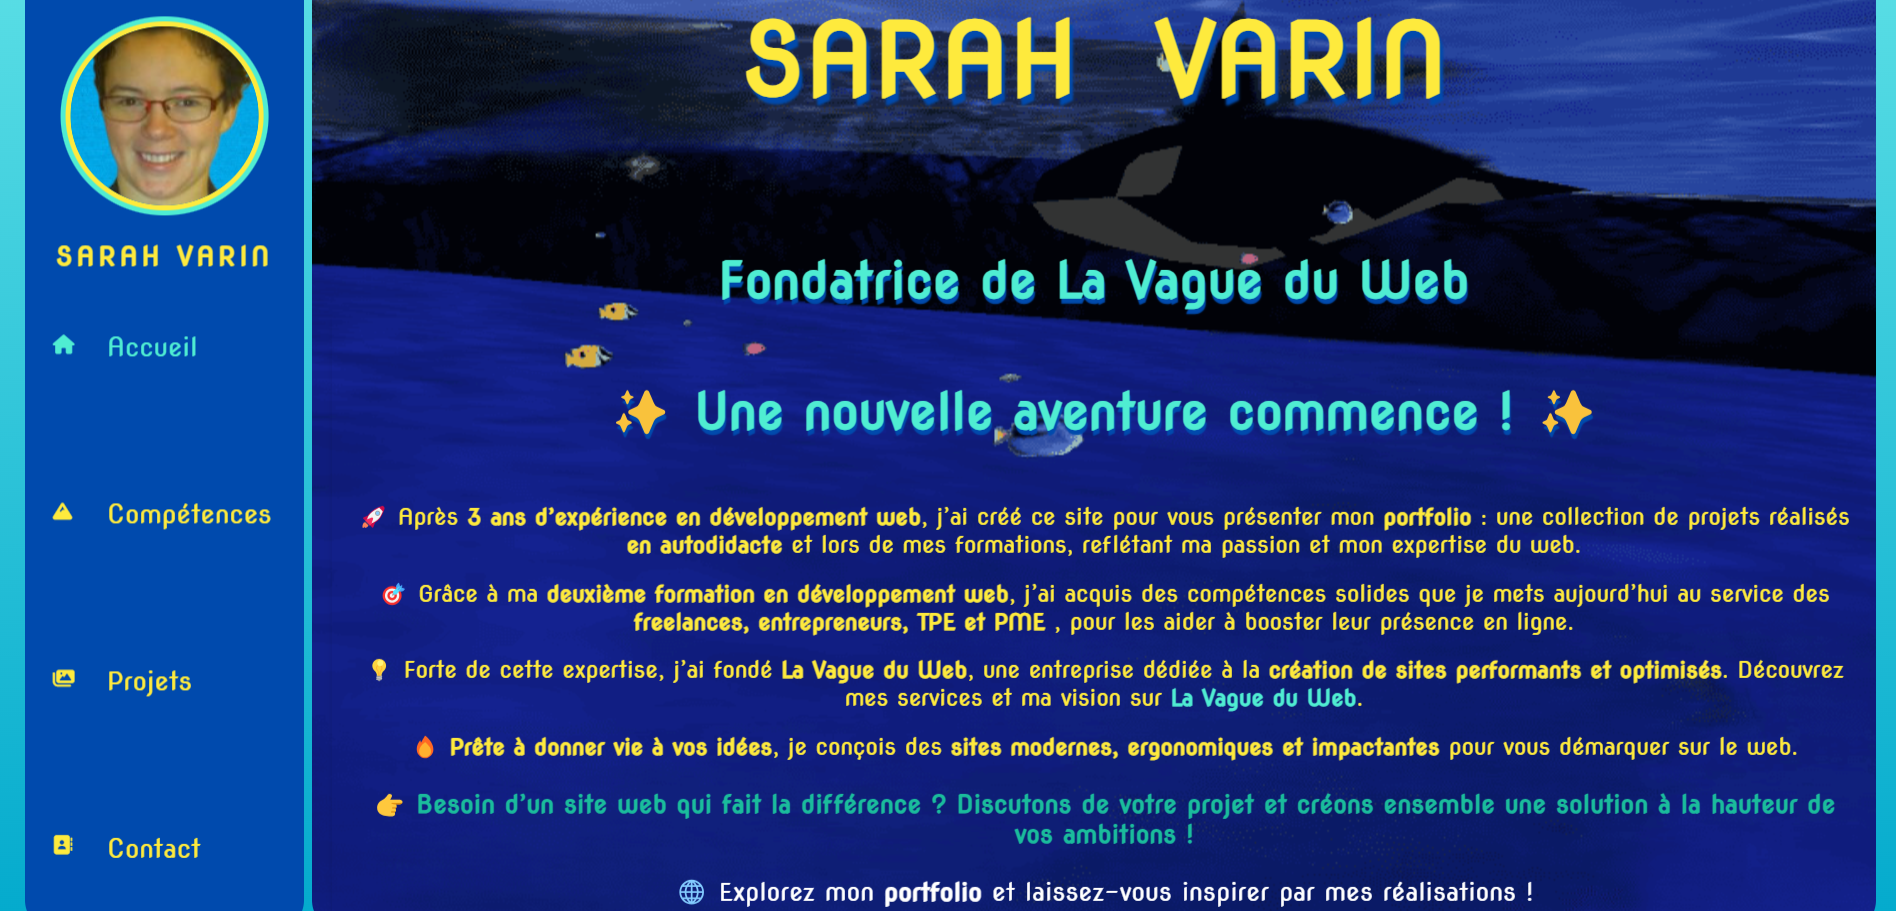 SARAH VARIN
Accueil
Compétences
Projets
Contact
SARAH VARIN
Fondatrice de La Vague du Web
✨ Une nouvelle aventure commence ! ✨
🚀 Après 3 ans d'expérience en développement web, j'ai créé ce site pour vous présenter mon portfolio : une collection de projets réalisés
en autodidacte et lors de mes formations, reflétant ma passion et mon expertise du web.
🎯 Grâce à ma deuxième formation en développement web, j'ai acquis des compétences solides que je mets aujourd'hui au service des
freelances, entrepreneurs, TPE et PME , pour les aider à booster leur présence en ligne.
💡 Forte de cette expertise, j'ai fondé La Vague du Web, une entreprise dédiée à la création de sites performants et optimisés. Découvrez
mes services et ma vision sur La Vague du Web.
🔥 Prête à donner vie à vos idées, je conçois des sites modernes, ergonomiques et impactantes pour vous démarquer sur le web.
👉 Besoin d'un site web qui fait la différence ? Discutons de votre projet et créons ensemble une solution à la hauteur de
vos ambitions !
🌐 Explorez mon portfolio et laissez-vous inspirer par mes réalisations !